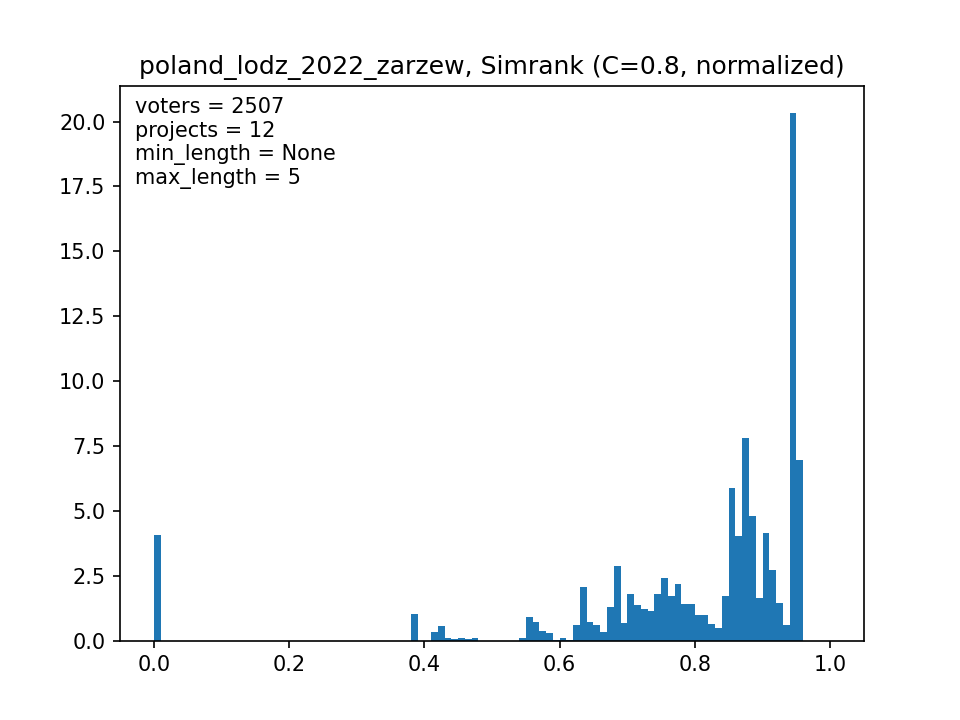 poland_lodz_2022_zarzew, Simrank (C=0.8, normalized)
voters = 2507
projects = 12
min_length = None
max_length = 5
20.0
17.5
15.0
12.5
10.0
7.5
5.0
2.5
0.0
0.0 0.2 0.4 0.6 0.8 1.0